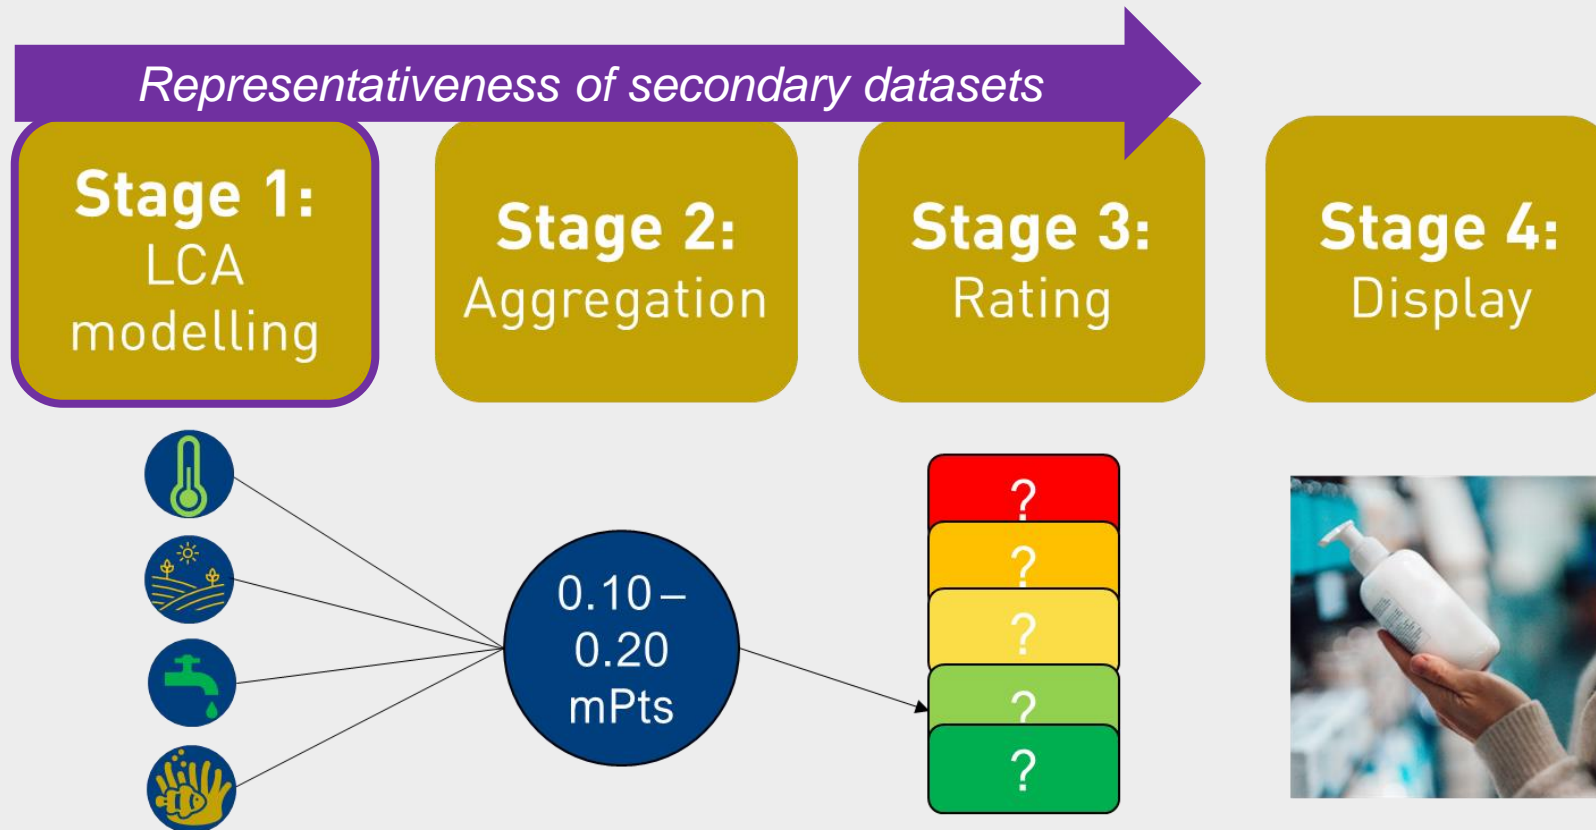 Representativeness of secondary datasets
Stage 1:
LCA
modelling
Stage 2:
Aggregation
Stage 3:
Rating
Stage 4:
Display
0.10 –
0.20
mPts
?
?
?
?
?